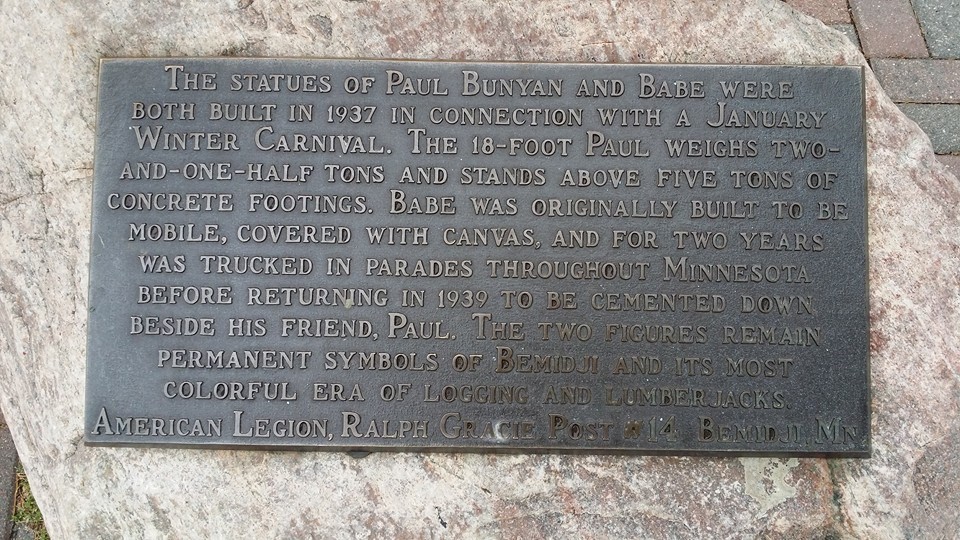 The statues of Paul Bunyan and Babe were
both built in 1937 in connection with a January
Winter Carnival. The 18-foot Paul weighs two-
and-one-half tons and stands above five tons of
concrete footings. Babe was originally built to be
mobile, covered with canvas, and for two years
was trucked in parades throughout Minnesota
before returning in 1939 to be cemented down
beside his friend, Paul. The two figures remain
permanent symbols of Bemidji and its most
colorful era of logging and lumberjacks.
American Legion, Ralph Gracie Post #14 Bemidji Mn